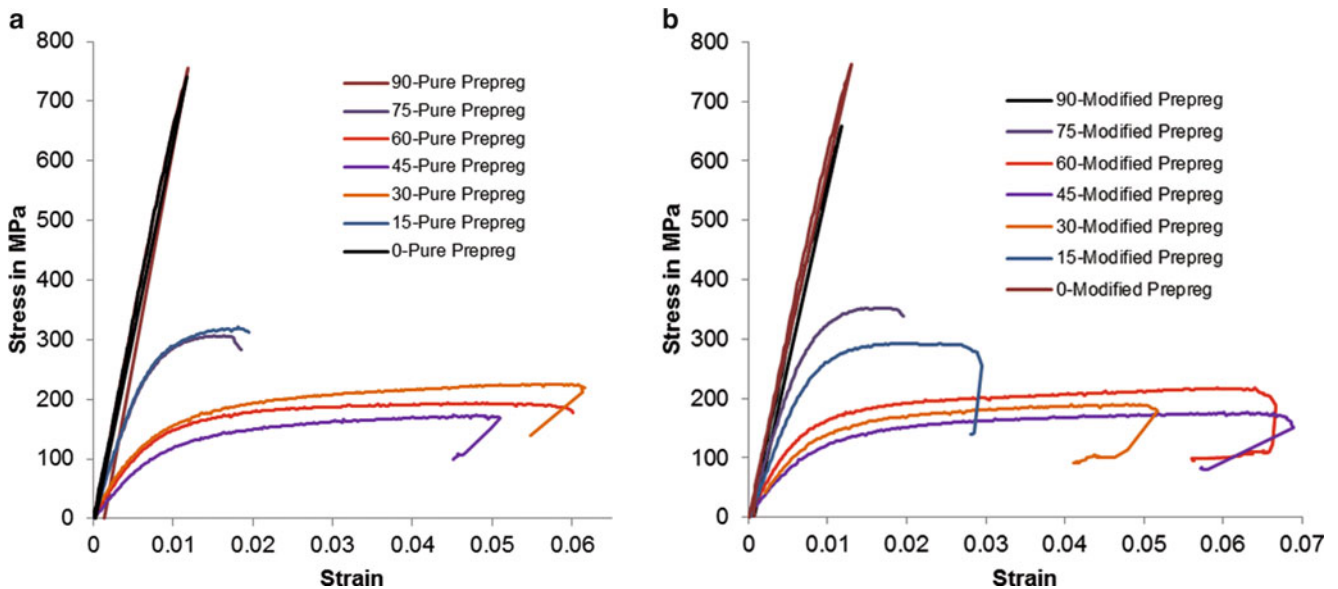 a
800
700
600
500
400
300
200
100
0
Stress in MPa
0 0.01 0.02 0.03 0.04 0.05 0.06
Strain
90-Pure Prepreg
75-Pure Prepreg
60-Pure Prepreg
45-Pure Prepreg
30-Pure Prepreg
15-Pure Prepreg
0-Pure Prepreg
b
800
700
600
500
400
300
200
100
0
Stress in MPa
0 0.01 0.02 0.03 0.04 0.05 0.06 0.07
Strain
90-Modified Prepreg
75-Modified Prepreg
60-Modified Prepreg
45-Modified Prepreg
30-Modified Prepreg
15-Modified Prepreg
0-Modified Prepreg